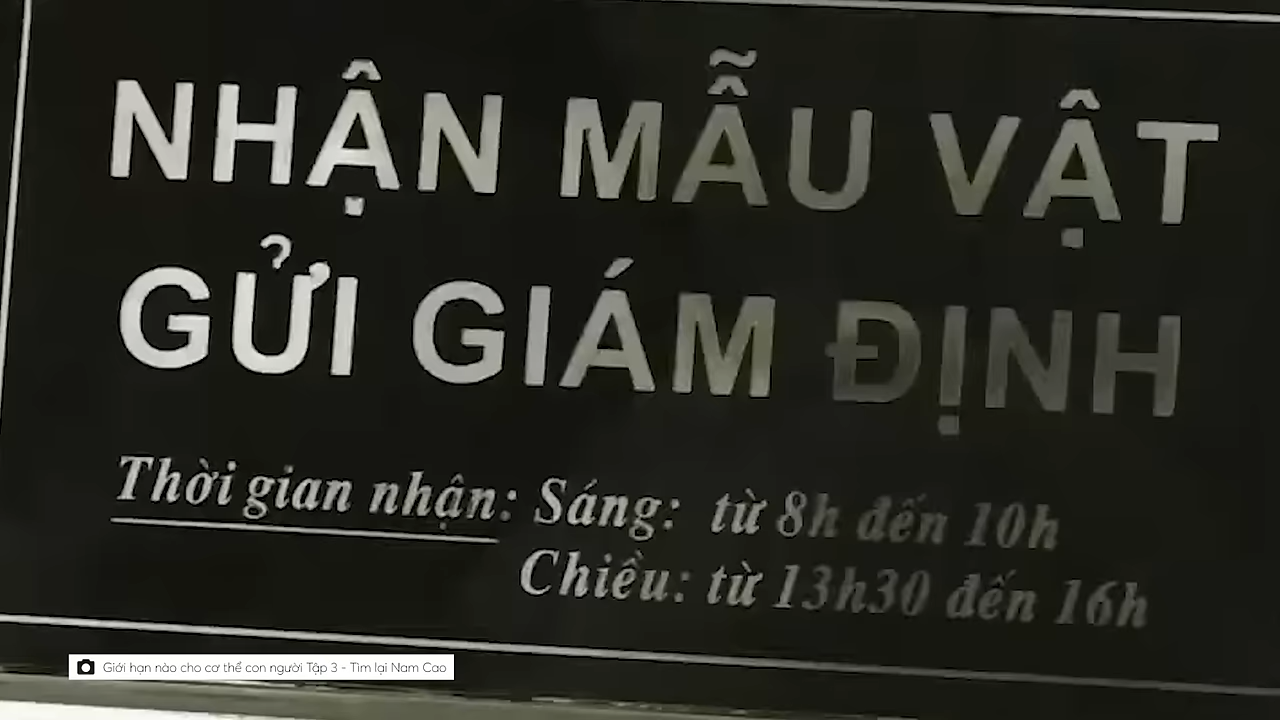 NHẬN MẪU VẬT
GỬI GIÁM ĐỊNH
Thời gian nhận: Sáng: từ 8h đến 10h
Chiều: từ 13h30 đến 16h
Giới hạn nào cho cơ thể con người Tập 3 - Tìm lại Nam Cao